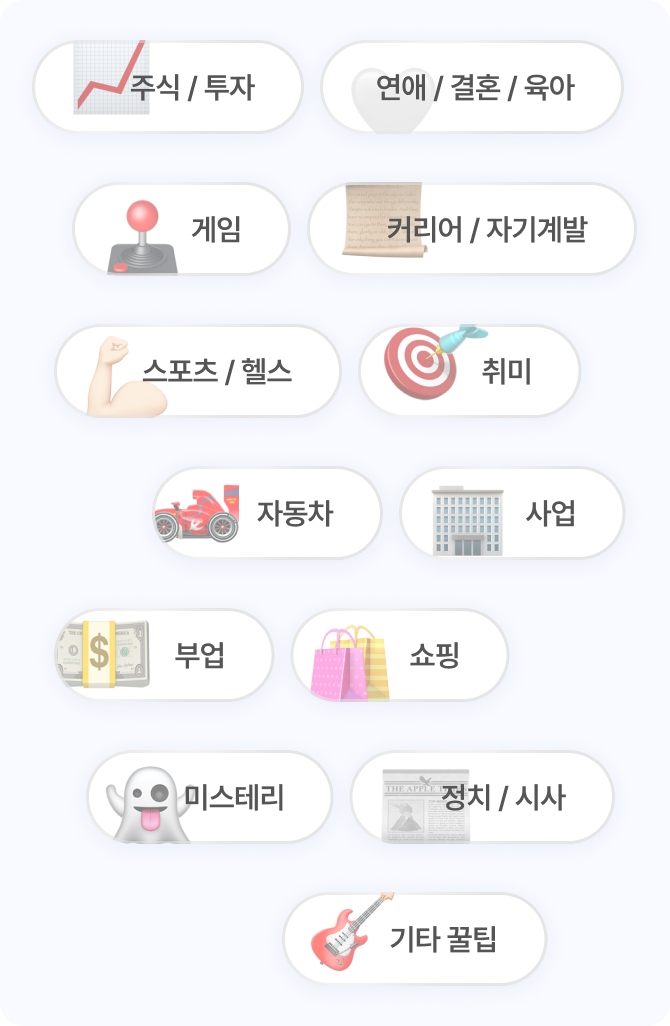 주식 / 투자
연애 / 결혼 / 육아
게임
커리어 / 자기계발
스포츠 / 헬스
취미
자동차
사업
$
부업
쇼핑
미스테리
THE APPLE
정치 / 시사
기타 꿀팁